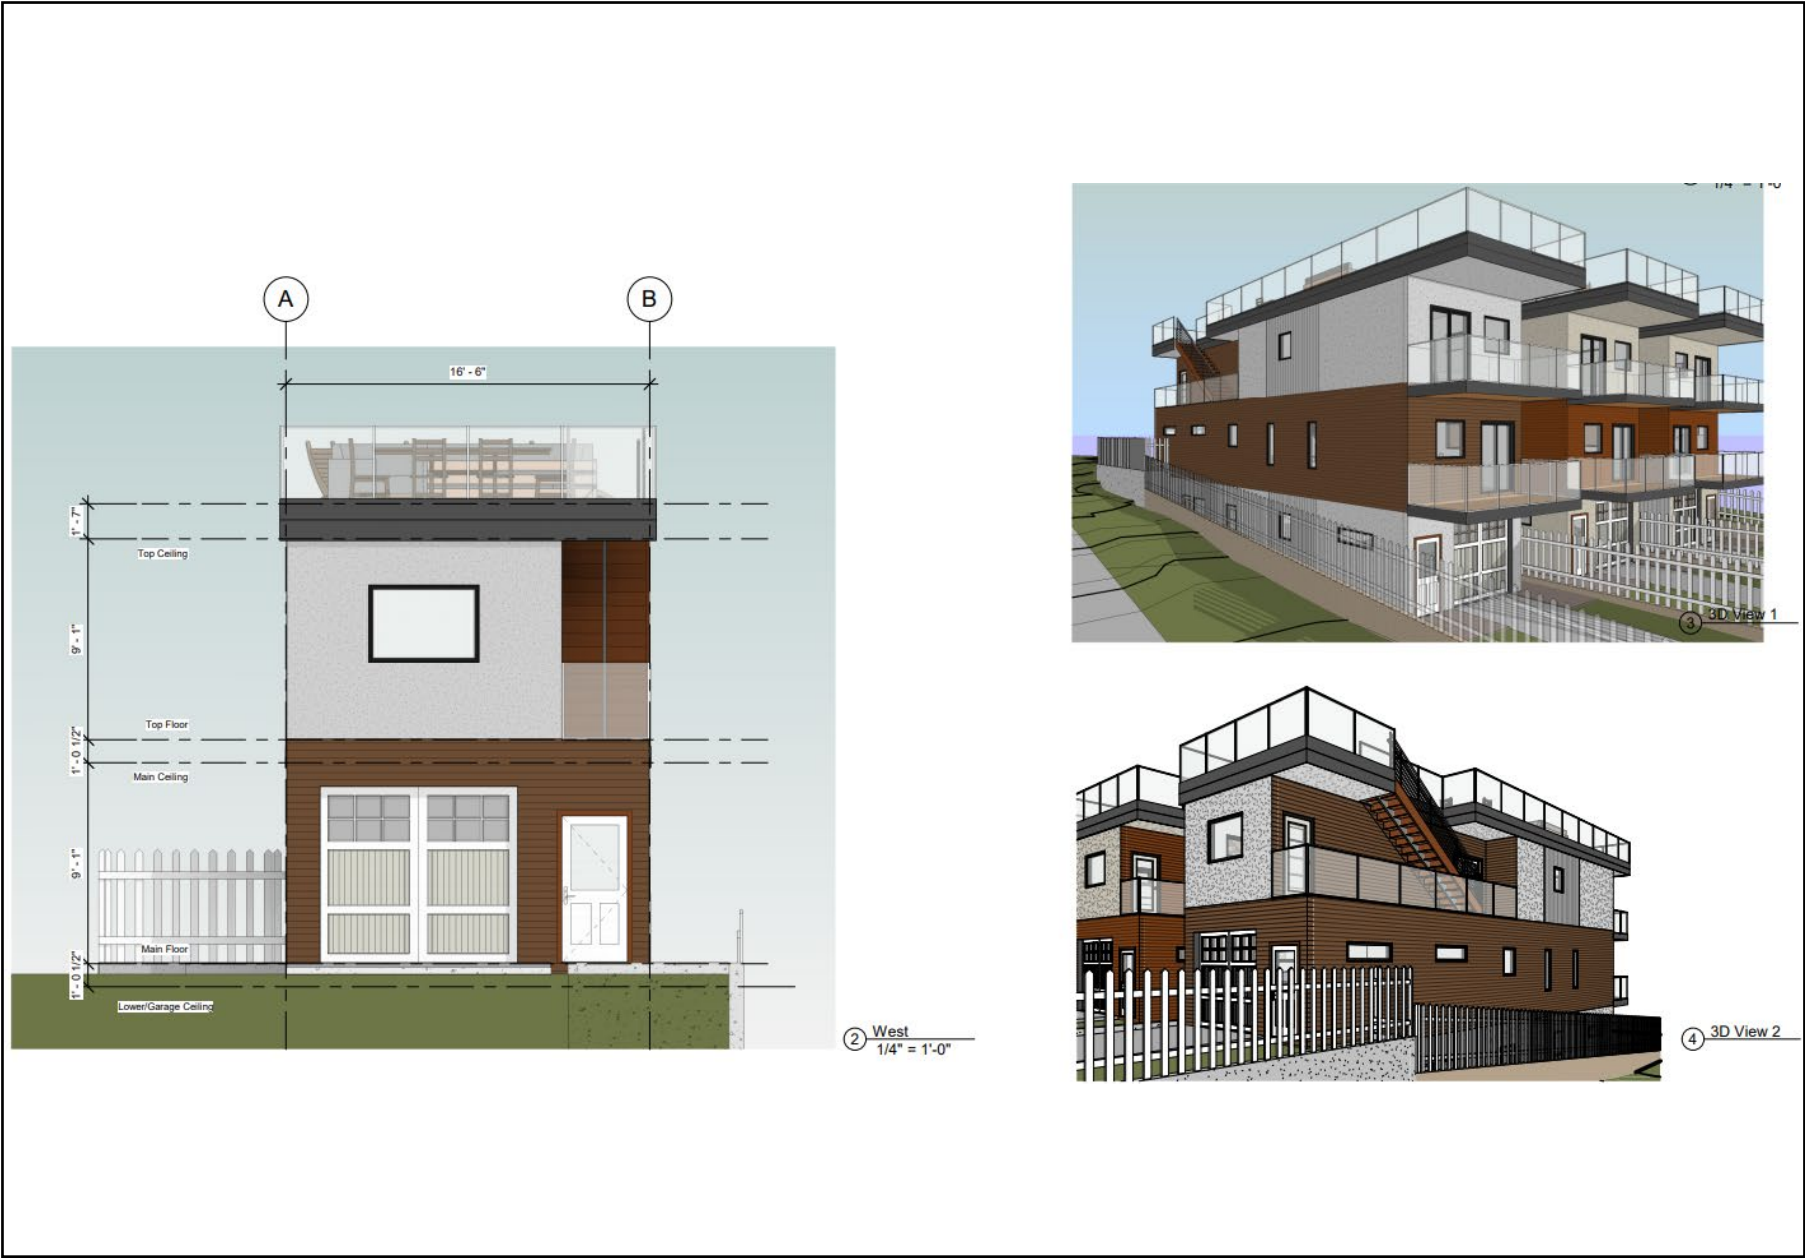 A
B
16' - 6"
1' - 7"
Top Ceiling
9' - 1"
Top Floor
1' - 0 1/2"
Main Ceiling
9' - 1"
Main Floor
1' - 0 1/2"
Lower/Garage Ceiling
2 West
1/4" = 1'-0"
3 3D View 1
4 3D View 2